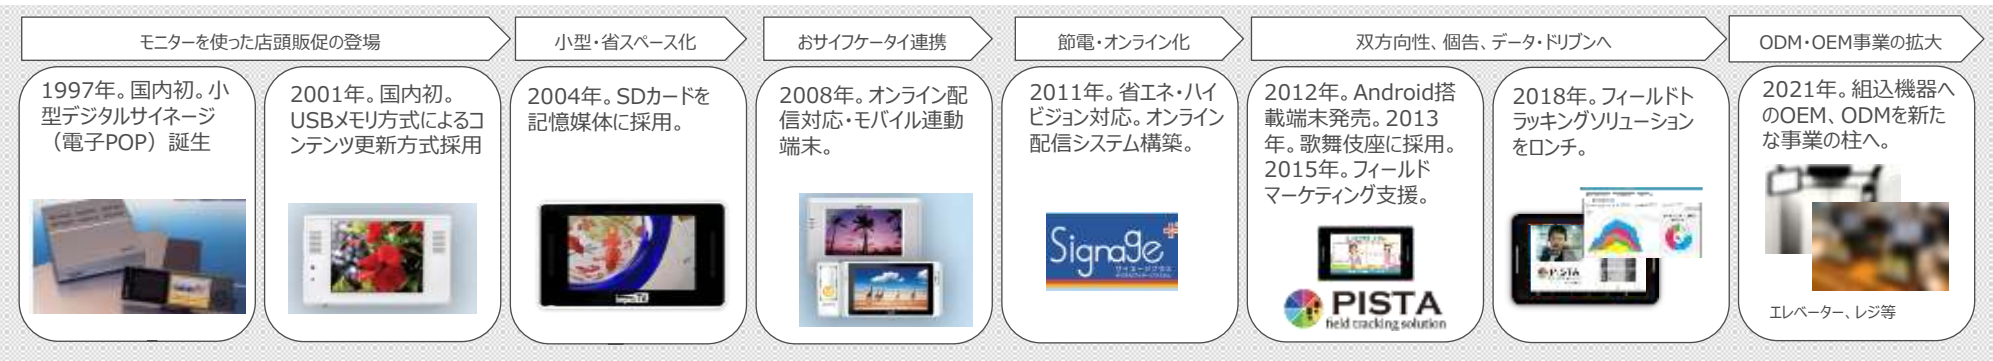 モニターを使った店頭販促の登場
小型・省スペース化
おサイフケータイ連携
節電・オンライン化
双方向性、個告、データ・ドリブンへ
ODM・OEM事業の拡大
1997年。国内初。小
型デジタルサイネージ
（電子POP）誕生
2001年。国内初。
USBメモリ方式によるコ
ンテンツ更新方式採用
2004年。SDカードを
記憶媒体に採用。
impressTV
2008年。オンライン配
信対応・モバイル連動
端末。
2011年。省エネ・ハイ
ビジョン対応。オンライン
配信システム構築。
Signage+
サイネージプラス
2012年。Android搭
載端末発売。2013
年。歌舞伎座に採用。
2015年。フィールド
マーケティング支援。
PISTA
field tracking solution
2018年。フィールドト
ラッキングソリューション
をロンチ。
PISTA
2021年。組込機器へ
のOEM、ODMを新た
な事業の柱へ。
エレベーター、レジ等